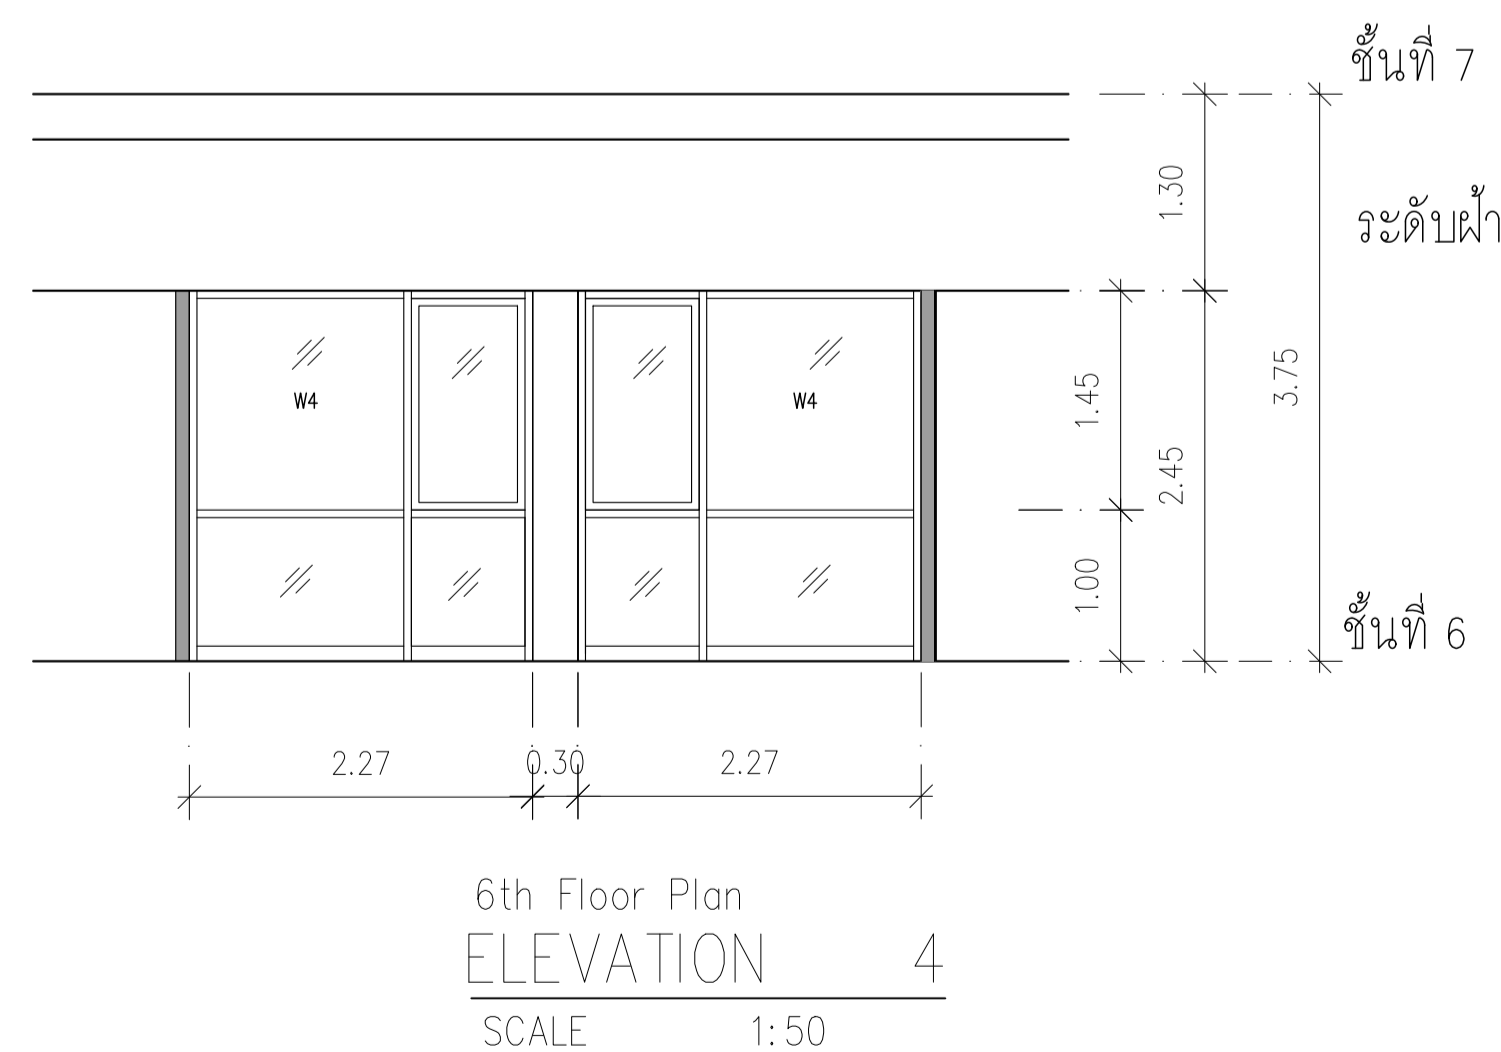 ชั้นที่ 7
1.30
ระดับฝ้า
3.75
1.45
W4
W4
2.45
1.00
ชั้นที่ 6
2.27
0.30
2.27
6th Floor Plan
ELEVATION 4
SCALE 1:50